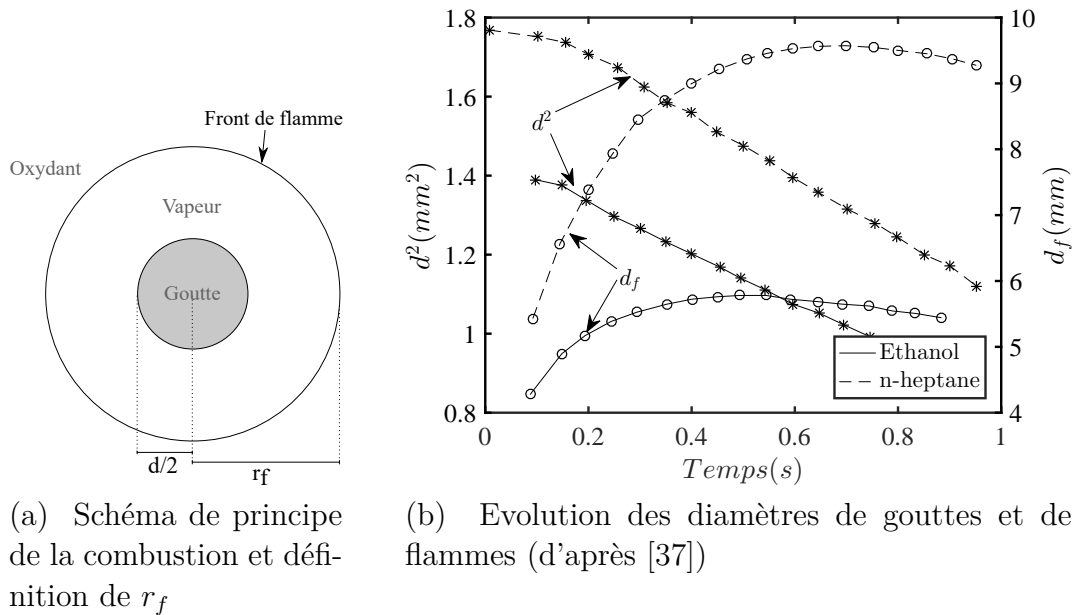 Front de flamme
Oxydant
Vapeur
Goutte
d/2
r_f
(a) Schéma de principe
de la combustion et défi-
nition de r_f
1.8
1.6
1.4
1.2
1
0.8
d²(mm²)
10
9
8
7
6
5
4
d_f(mm)
d²
d_f
Ethanol
n-heptane
0
0.2
0.4
0.6
0.8
1
Temps(s)
(b) Evolution des diamètres de gouttes et de
flammes (d'après [37])